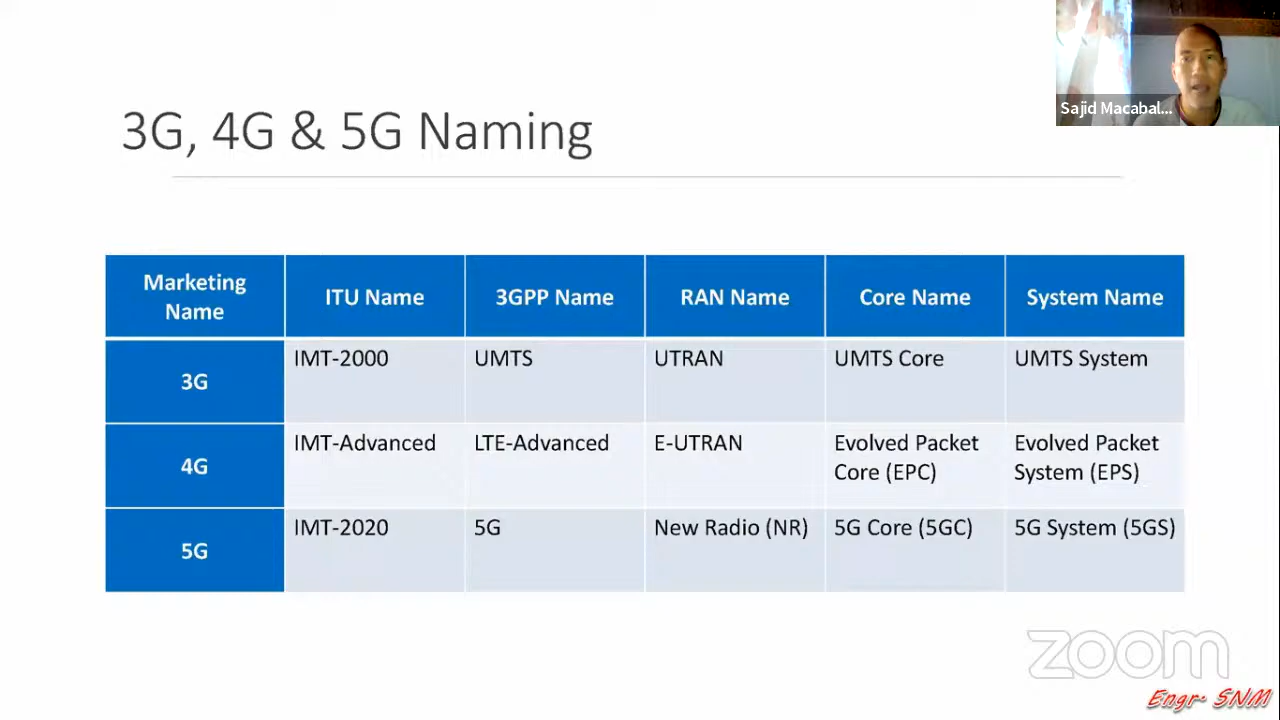 Sajid Macabal...
3G, 4G & 5G Naming
Marketing Name
ITU Name
3GPP Name
RAN Name
Core Name
System Name
3G
IMT-2000
UMTS
UTRAN
UMTS Core
UMTS System
4G
IMT-Advanced
LTE-Advanced
E-UTRAN
Evolved Packet
Core (EPC)
Evolved Packet
System (EPS)
5G
IMT-2020
5G
New Radio (NR)
5G Core (5GC)
5G System (5GS)
zoom
Engr. SNM